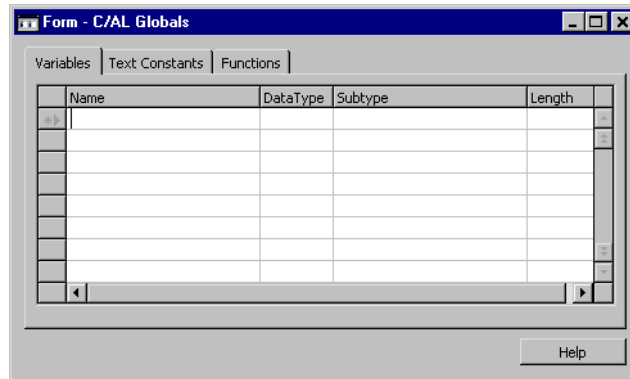 Form - C/AL Globals
Variables Text Constants Functions
Name DataType Subtype Length
Help